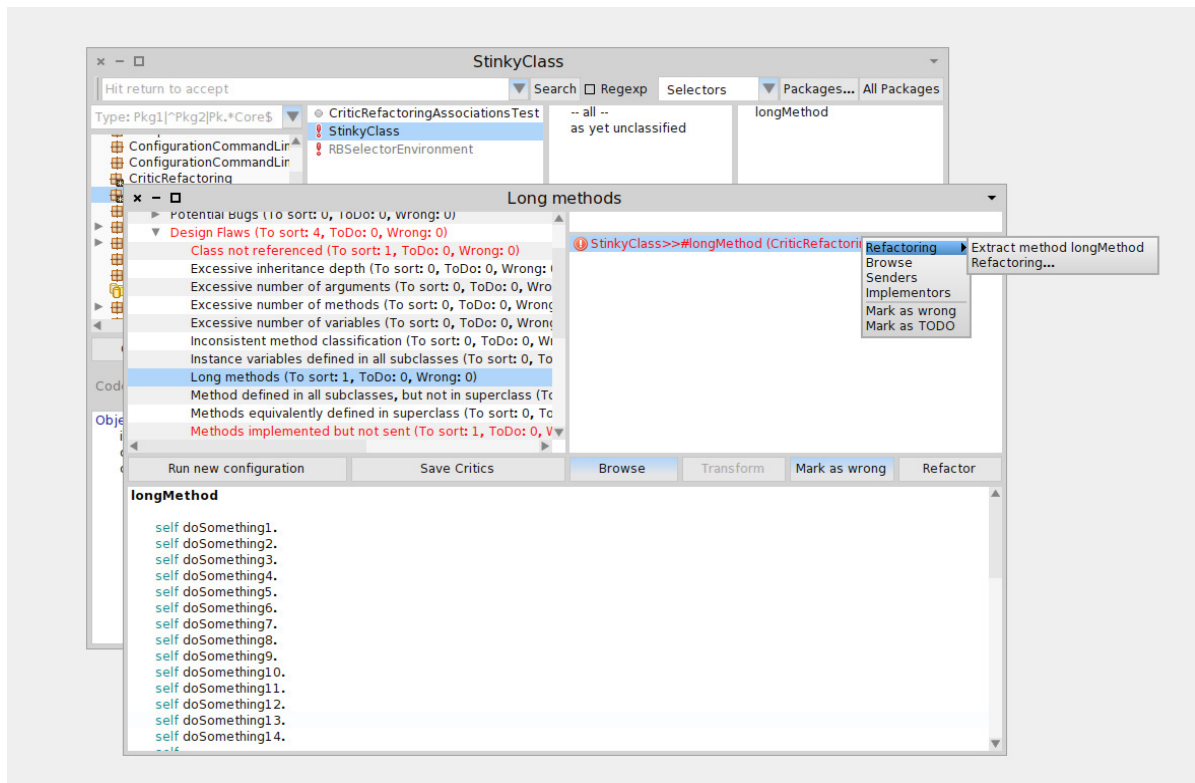 StinkyClass
Hit return to accept
Search
Regexp
Selectors
Packages...
All Packages
Type: Pkg1|^Pkg2|Pk.*Core$
ConfigurationCommandLin
ConfigurationCommandLin
CriticRefactoring
CriticRefactoringAssociationsTest
StinkyClass
RBSelectorEnvironment
-- all --
as yet unclassified
longMethod
Code
Obje
Long methods
Potential Bugs (To sort: 0, ToDo: 0, Wrong: 0)
Design Flaws (To sort: 4, ToDo: 0, Wrong: 0)
Class not referenced (To sort: 1, ToDo: 0, Wrong: 0)
Excessive inheritance depth (To sort: 0, ToDo: 0, Wrong:
Excessive number of arguments (To sort: 0, ToDo: 0, Wro
Excessive number of methods (To sort: 0, ToDo: 0, Wrong
Excessive number of variables (To sort: 0, ToDo: 0, Wrong
Inconsistent method classification (To sort: 0, ToDo: 0, Wr
Instance variables defined in all subclasses (To sort: 0, To
Long methods (To sort: 1, ToDo: 0, Wrong: 0)
Method defined in all subclasses, but not in superclass (To
Methods equivalently defined in superclass (To sort: 0, To
Methods implemented but not sent (To sort: 1, ToDo: 0, W
StinkyClass>>#longMethod (CriticRefactorin
Refactoring
Browse
Senders
Implementors
Mark as wrong
Mark as TODO
Extract method longMethod
Refactoring...
Run new configuration
Save Critics
Browse
Transform
Mark as wrong
Refactor
longMethod
self doSomething1.
self doSomething2.
self doSomething3.
self doSomething4.
self doSomething5.
self doSomething6.
self doSomething7.
self doSomething8.
self doSomething9.
self doSomething10.
self doSomething11.
self doSomething12.
self doSomething13.
self doSomething14.
self